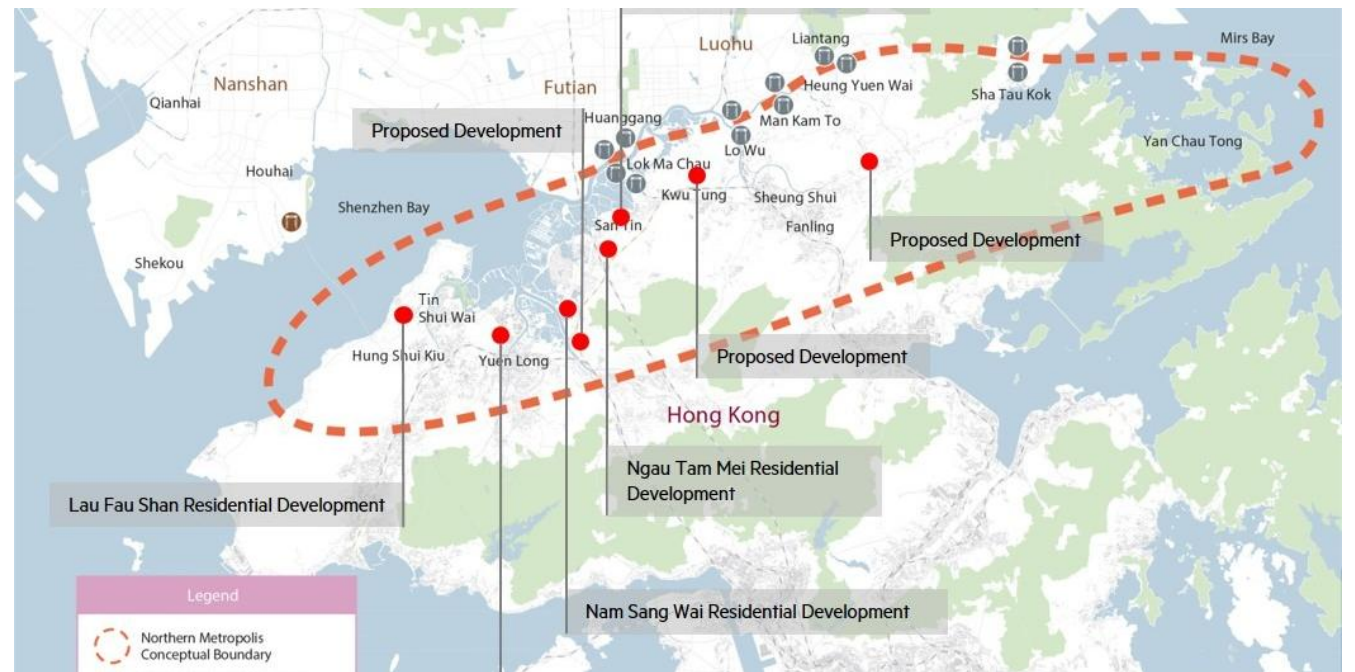 Mirs Bay
Liantang
Luohu
Nanshan
Futian
Heung Yuen Wai
Sha Tau Kok
Qianhai
Huanggang
Man Kam To
Proposed Development
Yan Chau Tong
Lo Wu
Lok Ma Chau
Houhai
Kwu Tung
Sheung Shui
Shenzhen Bay
San Tin
Fanling
Proposed Development
Shekou
Tin
Shui Wai
Hung Shui Kiu
Yuen Long
Proposed Development
Hong Kong
Ngau Tam Mei Residential
Development
Lau Fau Shan Residential Development
Nam Sang Wai Residential Development
Legend
Northern Metropolis
Conceptual Boundary